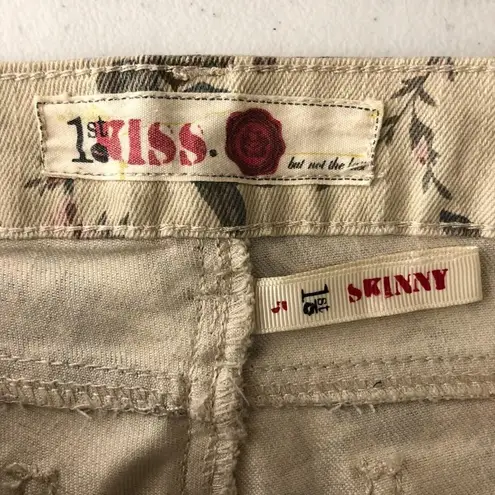 1st KISS.
but not the last
5 1st SKINNY